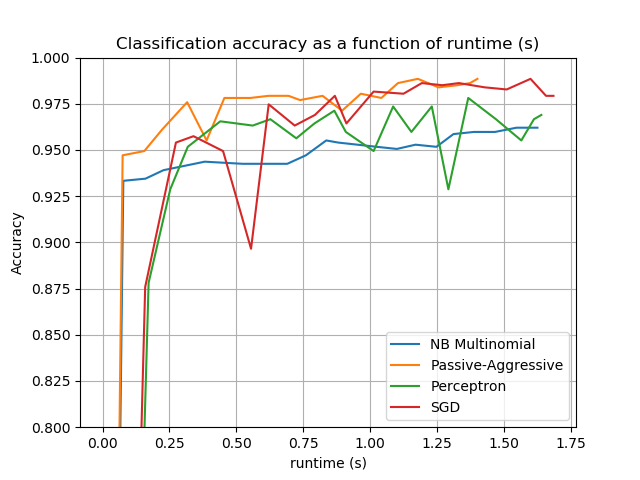 Classification accuracy as a function of runtime (s)
1.000
0.975
0.950
0.925
0.900
0.875
0.850
0.825
0.800
Accuracy
NB Multinomial
Passive-Aggressive
Perceptron
SGD
0.00 0.25 0.50 0.75 1.00 1.25 1.50 1.75
runtime (s)